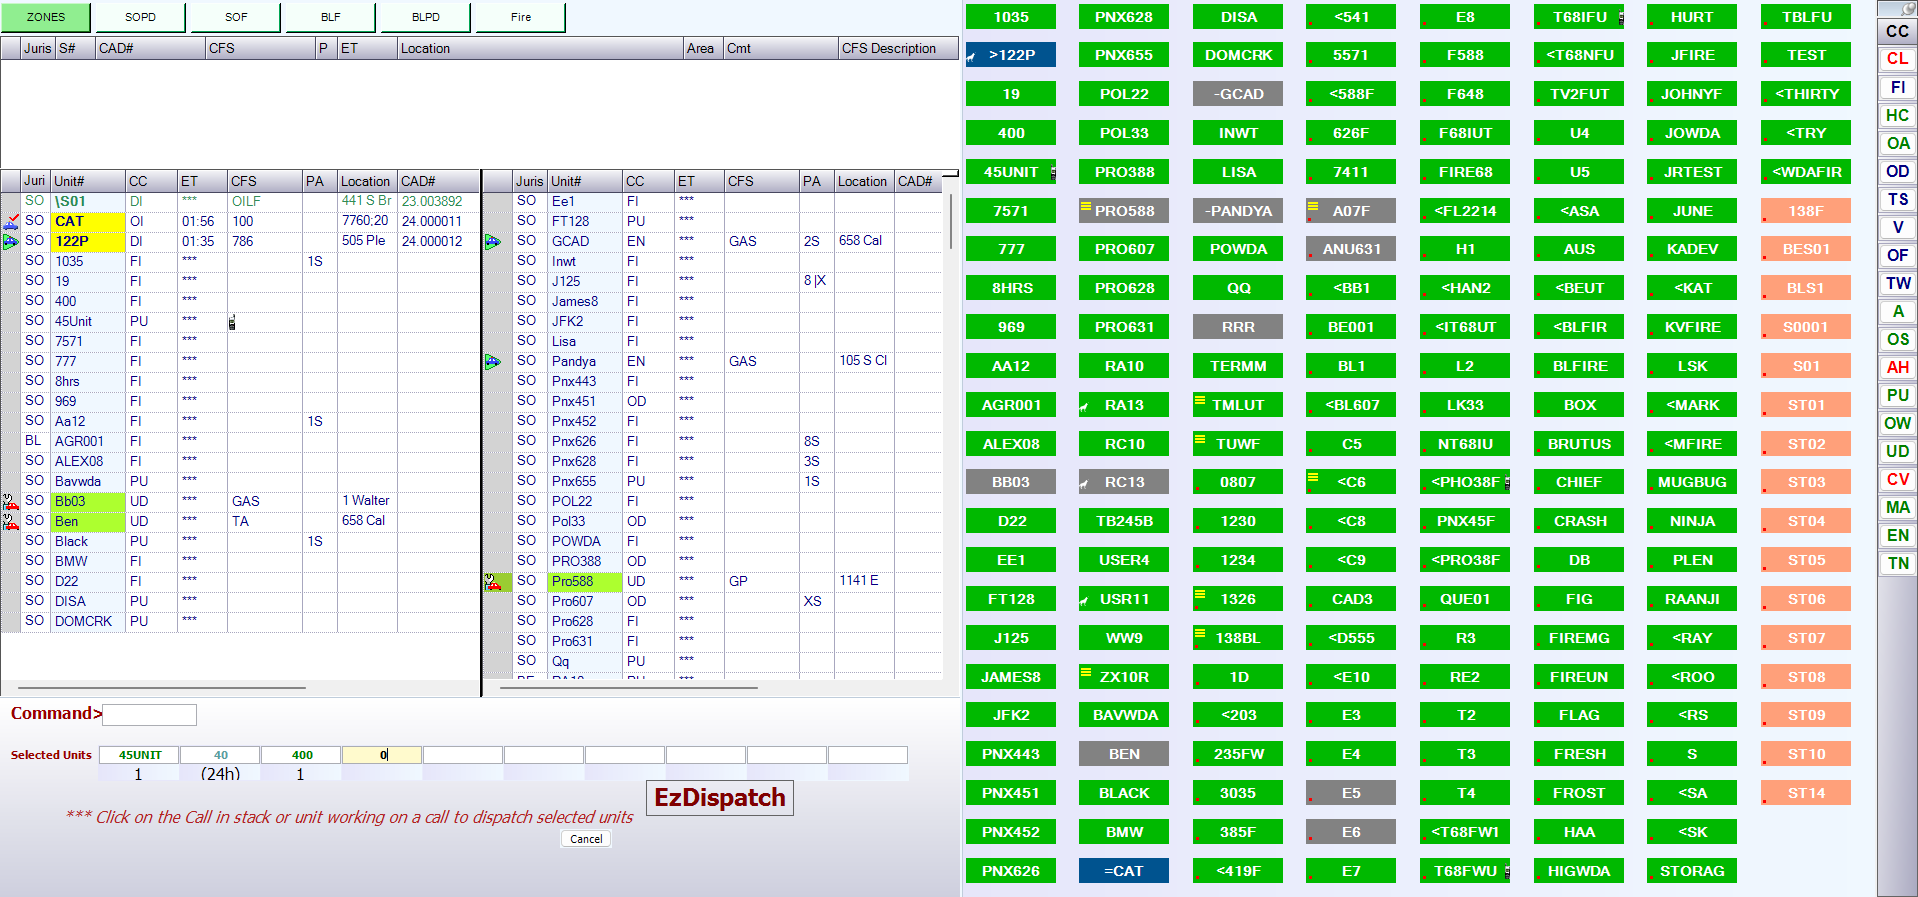 ZONES SOPD SOF BLF BLPD Fire
Juris S# CAD# CFS P ET Location Area Cmt CFS Description
Juri Unit# CC ET CFS PA Location CAD#
SO \S01 DI *** OILF 441 S Br 23.003892
SO CAT OI 01:56 100 7760;20 24.000011
SO 122P DI 01:35 786 505 Ple 24.000012
SO 1035 FI *** 1S
SO 19 FI ***
SO 400 FI ***
SO 45Unit PU ***
SO 7571 FI ***
SO 777 FI ***
SO 8hrs FI ***
SO 969 FI ***
SO Aa12 FI *** 1S
BL AGR001 FI ***
SO ALEX08 FI ***
SO Bavwda PU ***
SO Bb03 UD *** GAS 1 Walter
SO Ben UD *** TA 658 Cal
SO Black PU *** 1S
SO BMW FI ***
SO D22 FI ***
SO DISA PU ***
SO DOMCRK PU
Juris Unit# CC ET CFS PA Location CAD#
SO Ee1 FI ***
SO FT128 PU ***
SO GCAD EN *** GAS 2S 658 Cal
SO Inwt FI ***
SO J125 FI *** 8 |X
SO James8 FI ***
SO JFK2 FI ***
SO Lisa FI ***
SO Pandya EN *** GAS 105 S Cl
SO Pnx443 FI ***
SO Pnx451 OD ***
SO Pnx452 FI ***
SO Pnx626 FI *** 8S
SO Pnx628 FI *** 3S
SO Pnx655 PU *** 1S
SO POL22 FI ***
SO Pol33 OD ***
SO POWDA FI ***
SO PRO388 OD ***
SO Pro588 UD *** GP 1141 E
SO Pro607 OD *** XS
SO Pro628 FI ***
SO Pro631 FI ***
SO Qq PU ***
Command>
Selected Units 45UNIT 40 400 0
1 (24h) 1
EzDispatch
*** Click on the Call in stack or unit working on a call to dispatch selected units
Cancel
1035 PNX628 DISA <541 E8 T68IFU HURT TBLFU
>122P PNX655 DOMCRK 5571 F588 <T68NFU JFIRE TEST
19 POL22 -GCAD <588F F648 TV2FUT JOHNYF <THIRTY
400 POL33 INWT 626F F68IUT U4 JOWDA <TRY
45UNIT PRO388 LISA 7411 FIRE68 U5 JRTEST <WDAFIR
7571 PRO588 -PANDYA A07F <FL2214 <ASA JUNE 138F
777 PRO607 POWDA ANU631 H1 AUS KADEV BES01
8HRS PRO628 QQ <BB1 <HAN2 <BEUT <KAT BLS1
969 PRO631 RRR BE001 <IT68UT <BLFIR KVFIRE S0001
AA12 RA10 TERMM BL1 L2 BLFIRE LSK S01
AGR001 RA13 TMLUT <BL607 LK33 BOX <MARK ST01
ALEX08 RC10 TUWF C5 NT68IU BRUTUS <MFIRE ST02
BB03 RC13 0807 <C6 <PHO38F CHIEF MUGBUG ST03
D22 TB245B 1230 <C8 PNX45F CRASH NINJA ST04
EE1 USER4 1234 <C9 <PRO38F DB PLEN ST05
FT128 USR11 1326 CAD3 QUE01 FIG RAANJI ST06
J125 WW9 138BL <D555 R3 FIREMG <RAY ST07
JAMES8 ZX10R 1D <E10 RE2 FIREUN <ROO ST08
JFK2 BAVWDA <203 E3 T2 FLAG <RS ST09
PNX443 BEN 235FW E4 T3 FRESH S ST10
PNX451 BLACK 3035 E5 T4 FROST <SA ST14
PNX452 BMW 385F E6 <T68FW1 HAA <SK
PNX626 =CAT <419F E7 T68FWU HIGWDA STORAG
CC
CL
FI
HC
OA
OD
TS
V
OF
TW
A
OS
AH
PU
OW
UD
CV
MA
EN
TN